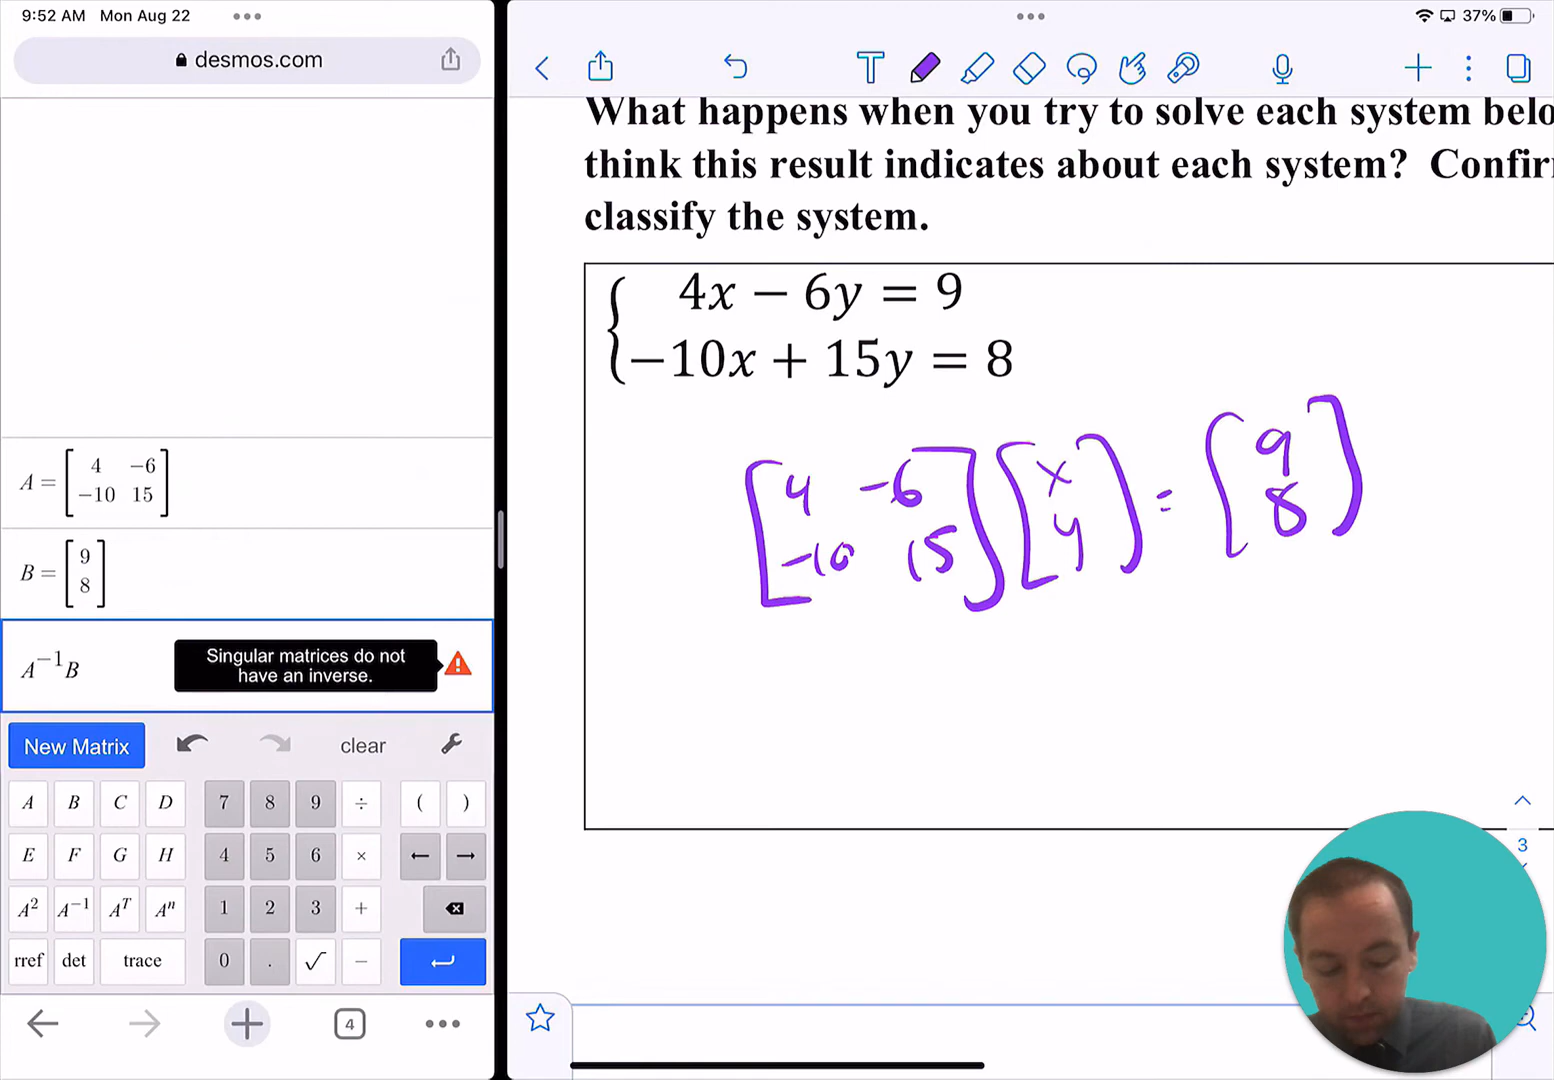 9:52 AM Mon Aug 22
37%
desmos.com
What happens when you try to solve each system belo
think this result indicates about each system? Confir
classify the system.
4x − 6y = 9
−10x + 15y = 8
4 -6
-10 15
x
y
=
9
8
A = [ 4 −6
−10 15 ]
B = [ 9
8 ]
A⁻¹B
Singular matrices do not
have an inverse.
New Matrix
clear
A B C D 7 8 9 ÷ ( )
E F G H 4 5 6 × ← →
A² A⁻¹ Aᵀ Aⁿ 1 2 3 +
rref det trace 0 . √ −
4
3